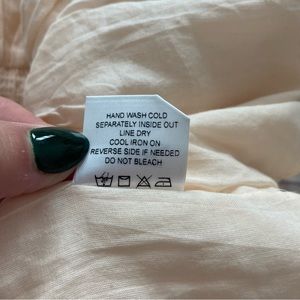 HAND WASH COLD
SEPARATELY INSIDE OUT
LINE DRY
COOL IRON ON
REVERSE SIDE IF NEEDED
DO NOT BLEACH